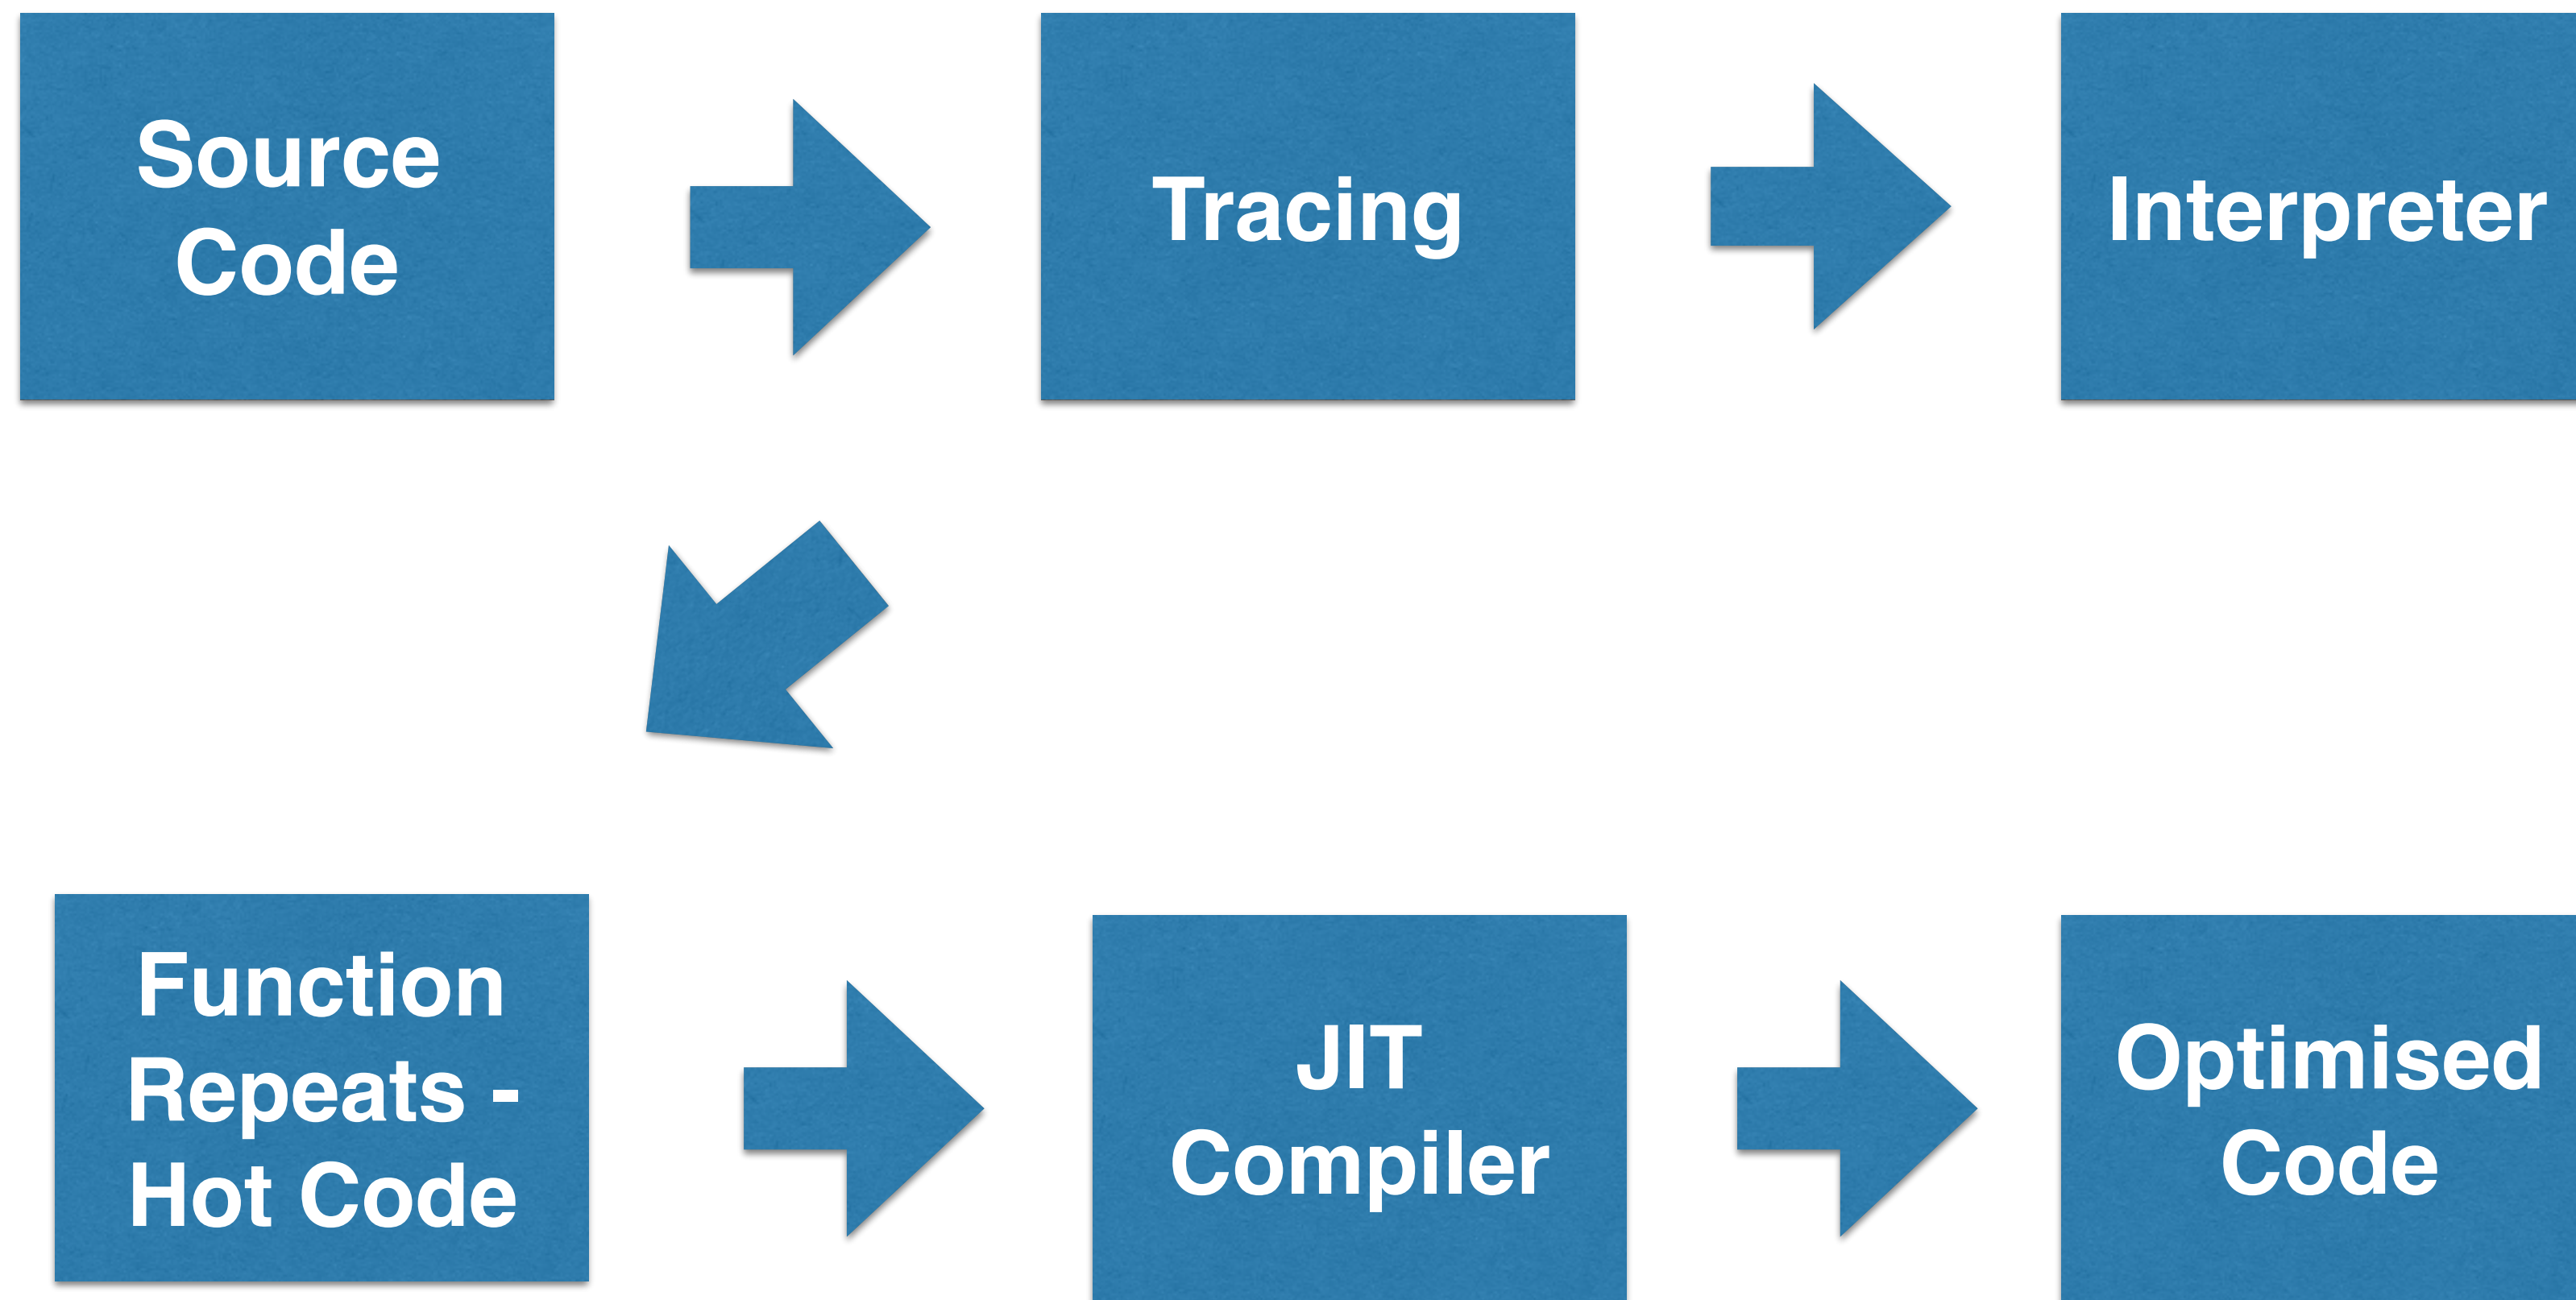 Source
Code
Tracing
Interpreter
Function
Repeats -
Hot Code
JIT
Compiler
Optimised
Code